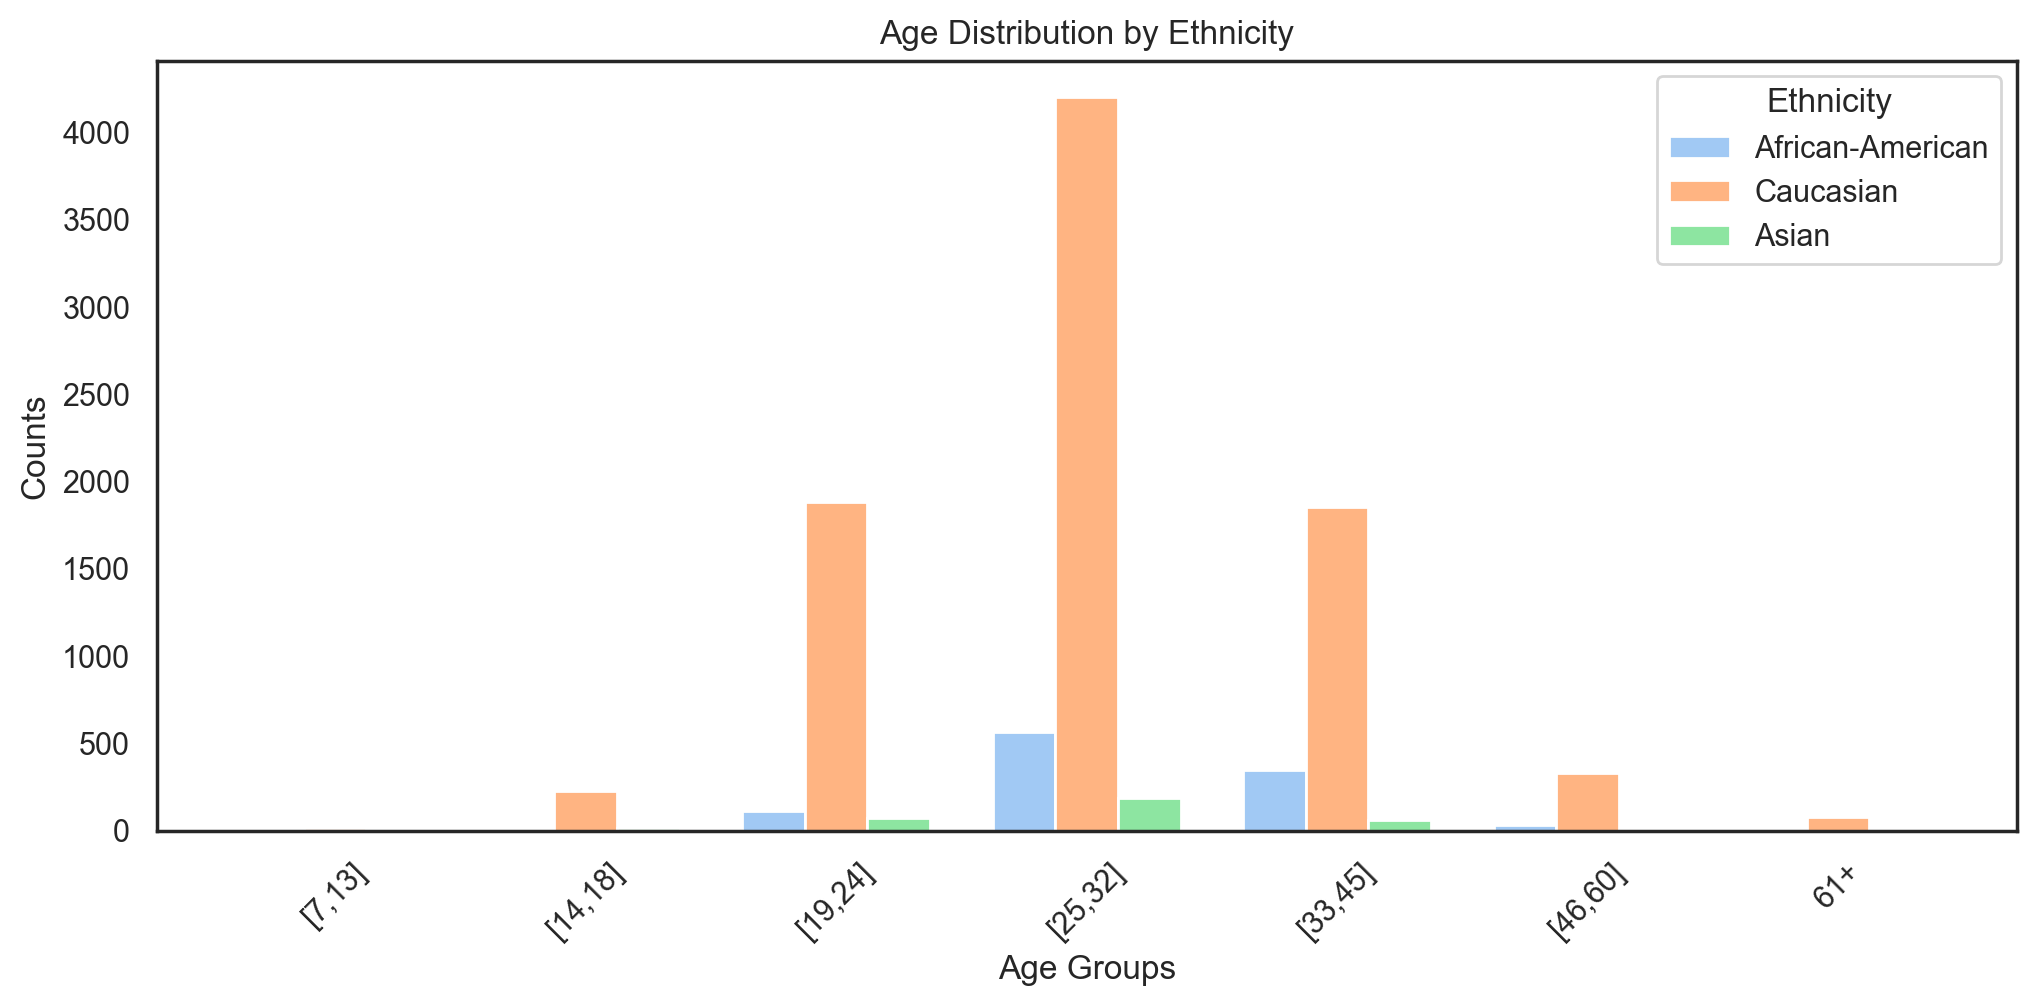 Age Distribution by Ethnicity
Ethnicity
African-American
Caucasian
Asian
Counts
4000
3500
3000
2500
2000
1500
1000
500
0
[7,13]
[14,18]
[19,24]
[25,32]
[33,45]
[46,60]
61+
Age Groups